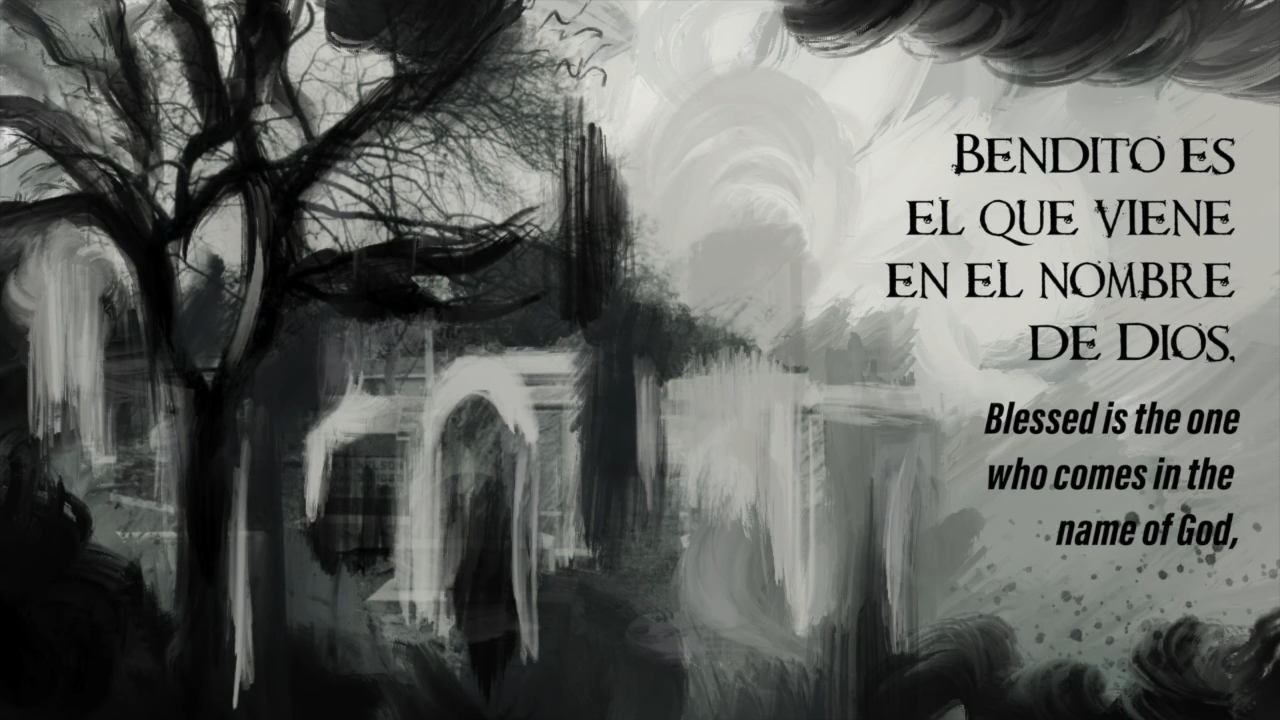 Bendito es
el que viene
en el nombre
de Dios,
Blessed is the one
who comes in the
name of God,